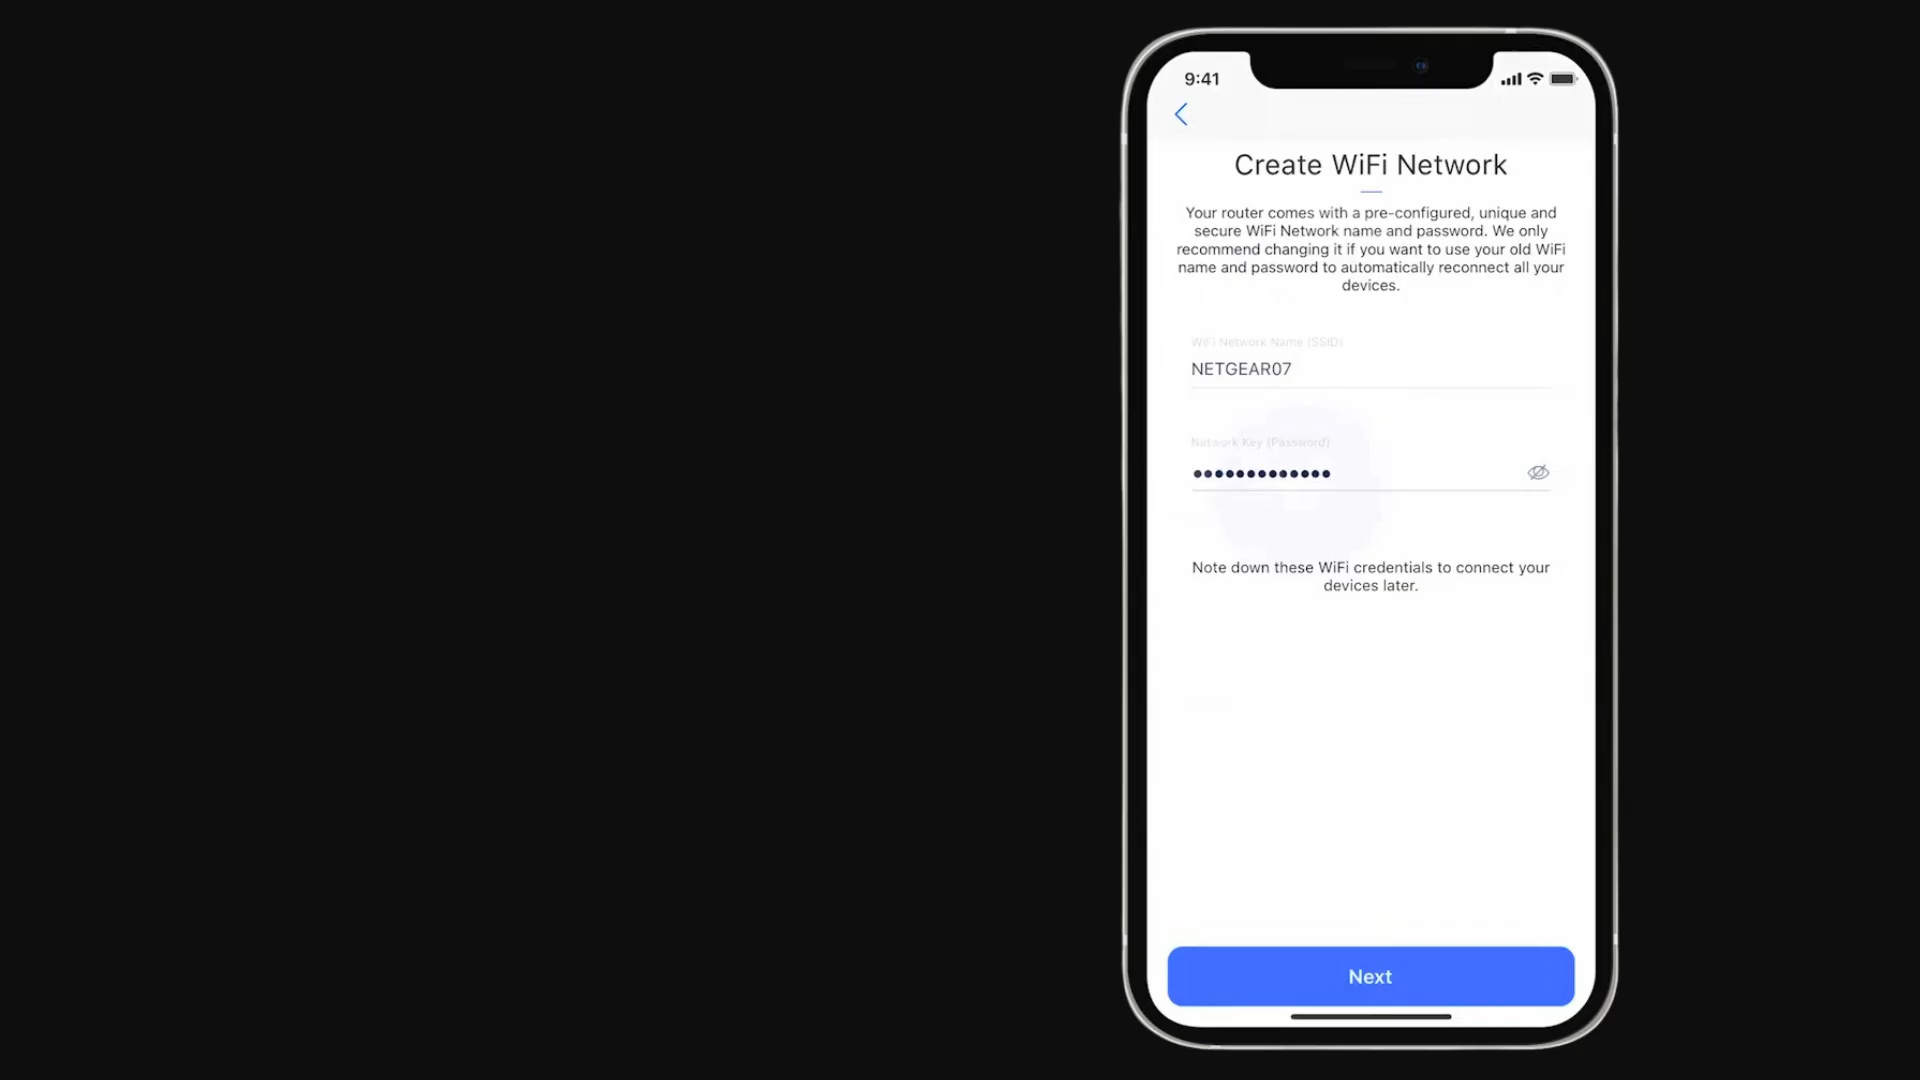 9:41
Create WiFi Network
Your router comes with a pre-configured, unique and
secure WiFi Network name and password. We only
recommend changing it if you want to use your old WiFi
name and password to automatically reconnect all your
devices.
WiFi Network Name (SSID)
NETGEAR07
Network Key (Password)
●●●●●●●●●●●●●
Note down these WiFi credentials to connect your
devices later.
Next